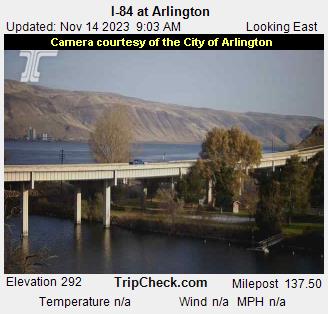 I-84 at Arlington
Updated: Nov 14 2023 9:03 AM Looking East
Camera courtesy of the City of Arlington
Elevation 292 TripCheck.com Milepost 137.50
Temperature n/a Wind n/a MPH n/a